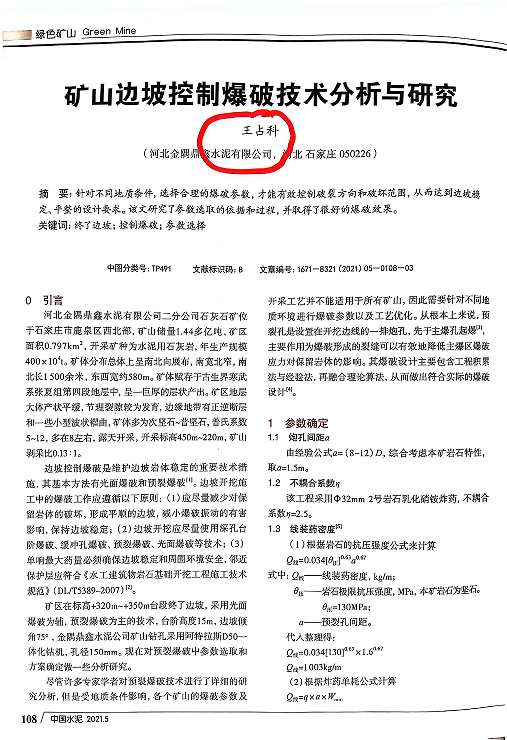 绿色矿山 Green Mine
矿山边坡控制爆破技术分析与研究
王占科
(河北金隅鼎鑫水泥有限公司，河北 石家庄 050226)
摘 要：针对不同地质条件，选择合理的爆破参数，才能有效控制破裂方向和破坏范围，从而达到边坡稳
定、平整的设计要求。该文研究了参数选取的依据和过程，并取得了很好的爆破效果。
关键词：终了边坡；控制爆破；参数选择
中图分类号：TP491 文献标识码：B 文章编号：1671-8321（2021）05-0108-03
0 引言
河北金隅鼎鑫水泥有限公司二分公司石灰石矿位
于石家庄市鹿泉区西北部，矿山储量1.44多亿吨、矿区
面积0.797km²，开采矿种为水泥用石灰岩，年生产规模
400×10⁴t。矿体分布总体上呈南北向展布，南宽北窄，南
北长1 500余米，东西宽约580m。矿体赋存于古生界寒武
系张夏组第四段地层中，呈一巨厚的层状产出。矿区地层
大体产状平缓，节理裂隙较为发育，边缘地带有正逆断层
和一些小型波状褶曲，矿体多为次坚石~普坚石，普氏系数
5~12，多在8左右，露天开采，开采标高450m~220m，矿山
剥采比0.13∶1。
边坡控制爆破是维护边坡岩体稳定的重要技术措
施，其基本方法有光面爆破和预裂爆破[1]。边坡开挖施
工中的爆破工作应遵循以下原则：（1）应尽量减少对保
留岩体的破坏，形成平顺的边坡，减小爆破振动的有害
影响，保持边坡稳定；（2）边坡开挖应尽量使用深孔台
阶爆破、缓冲孔爆破、预裂爆破、光面爆破等技术；（3）
单响最大药量必须确保边坡稳定和周围环境安全，邻近
保护层应符合《水工建筑物岩石基础开挖工程施工技术
规范》（DL/T5389-2007）[2]。
矿区在标高+320m~+350m台段终了边坡，采用光面
爆破为辅，预裂爆破为主的技术，台阶高度15m，边坡倾
角75°，金隅鼎鑫水泥公司矿山钻孔采用阿特拉斯D50一
体化钻机，孔径150mm。现在对预裂爆破中参数选取和
方案确定做一些分析研究。
尽管许多专家学者对预裂爆破技术进行了详细的研
究分析，但是受地质条件影响，各个矿山的爆破参数及
开采工艺并不能适用于所有矿山，因此需要针对不同地
质环境进行爆破参数以及工艺优化。从根本上来说，预
裂孔是设置在开挖边线的一排炮孔，先于主爆孔起爆[3]，
主要作用为爆破形成的裂缝可以有效地降低主爆区爆破
应力对保留岩体的影响。其爆破设计主要包含工程积累
法与经验法，再融合理论算法，从而做出符合实际的爆破
设计[4]。
1 参数确定
1.1 炮孔间距a
由经验公式a=（8~12）D，综合考虑本矿岩石特性，
取a=1.5m。
1.2 不耦合系数η
该工程采用Φ32mm 2号岩石乳化硝铵炸药，不耦合
系数η=2.5。
1.3 线装药密度[5]
（1）根据岩石的抗压强度公式来计算
Q线=0.034[θ压]^0.63 a^0.67
式中：Q线——线装药密度，kg/m；
θ压——岩石极限抗压强度，MPa，本矿岩石为坚石。
θ压=130MPa；
a——预裂孔间距。
代入整理得：
Q线=0.034[130]^0.63×1.6^0.67
Q线=1 003kg/m
（2）根据炸药单耗公式计算
Q线=q×a×W
108 / 中国水泥 2021.5